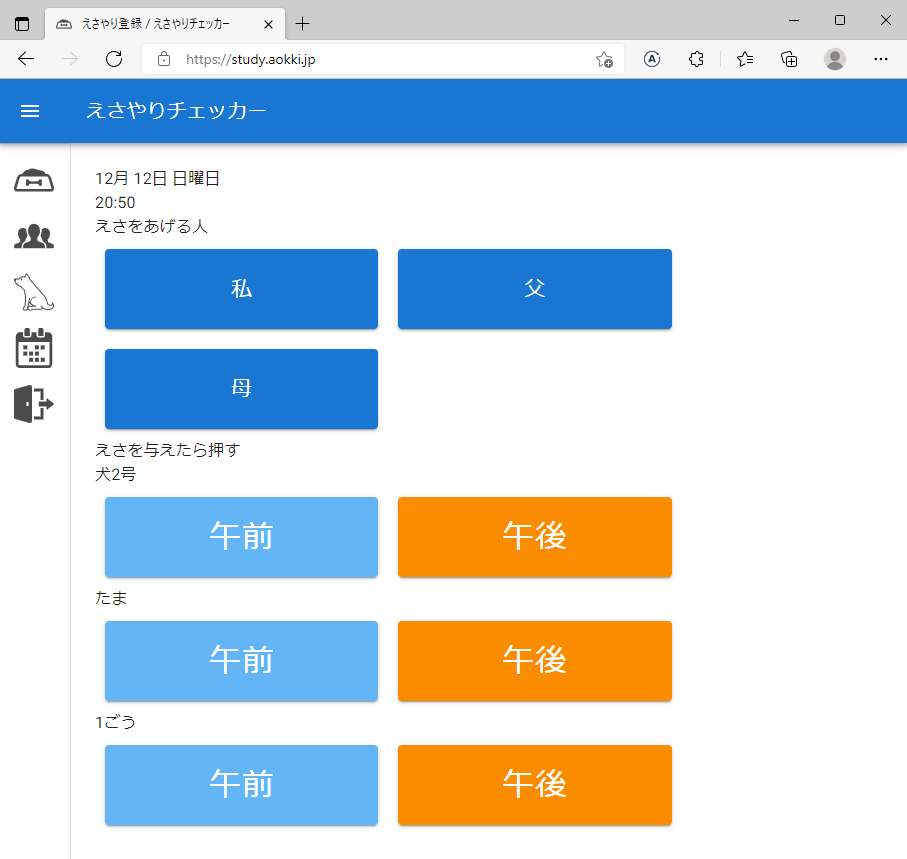 えさやり登録 / えさやりチェッカー
https://study.aokki.jp
えさやりチェッカー
12月 12日 日曜日
20:50
えさをあげる人
私 父
母
えさを与えたら押す
犬2号
午前 午後
たま
午前 午後
1ごう
午前 午後